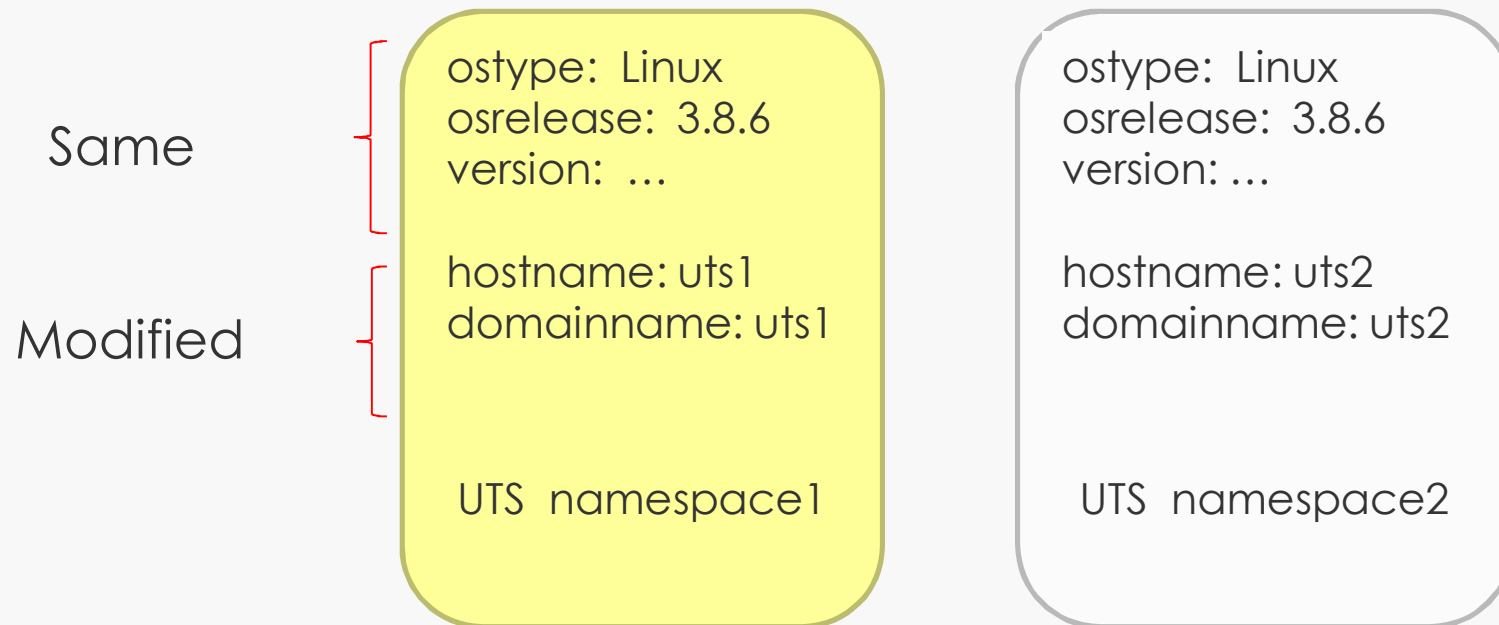 Same
Modified
ostype: Linux
osrelease: 3.8.6
version: …
hostname: uts1
domainname: uts1
UTS namespace1
ostype: Linux
osrelease: 3.8.6
version: …
hostname: uts2
domainname: uts2
UTS namespace2